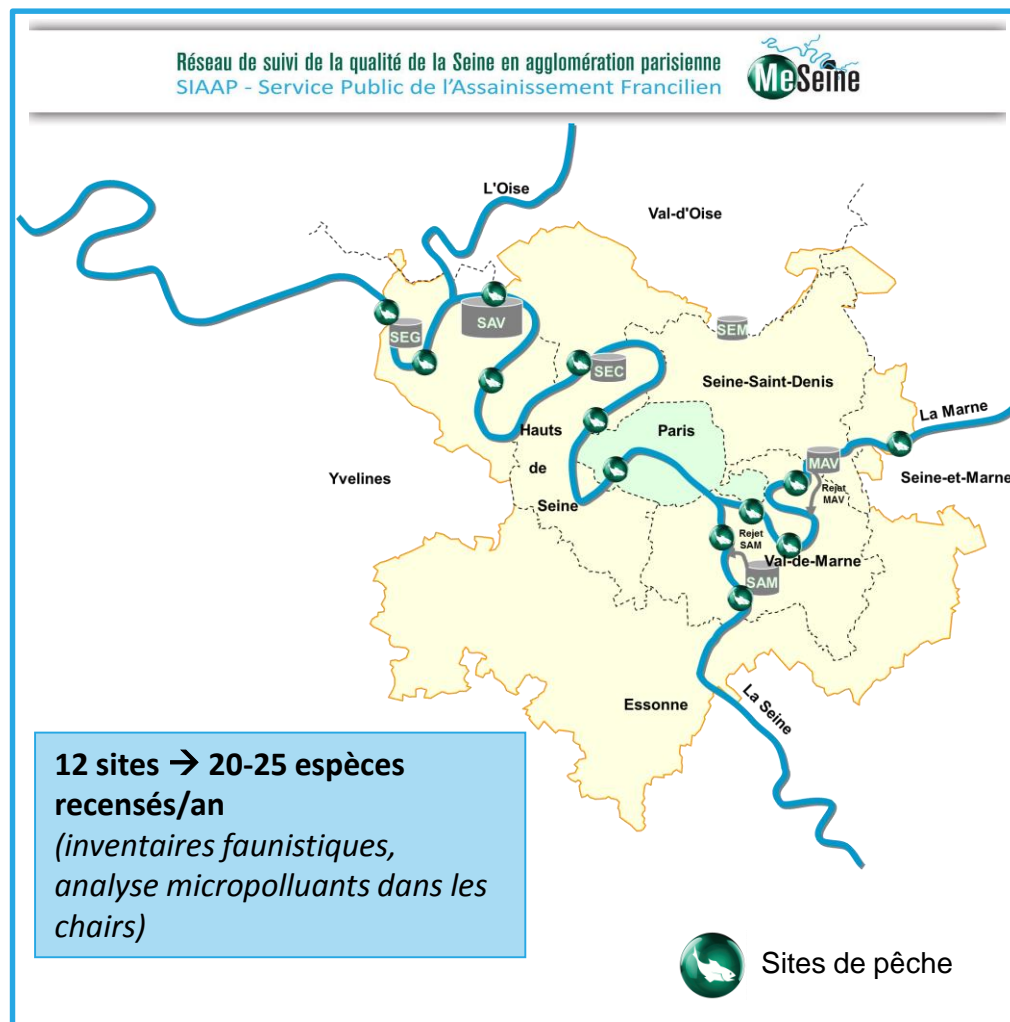 Réseau de suivi de la qualité de la Seine en agglomération parisienne
SIAAP - Service Public de l'Assainissement Francilien
MeSeine
L'Oise
Val-d'Oise
SAV
SEG
SEM
SEC
Seine-Saint-Denis
La Marne
Hauts
de
Seine
Paris
Yvelines
MAV
Seine-et-Marne
Rejet
MAV
Rejet
SAM
Val-de-Marne
SAM
Essonne
La Seine
12 sites → 20-25 espèces
recensés/an
(inventaires faunistiques,
analyse micropolluants dans les
chairs)
Sites de pêche